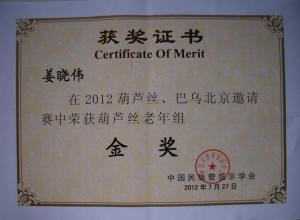 获奖证书
Certificate Of Merit
姜晓伟
在2012葫芦丝、巴乌北京邀请
赛中荣获葫芦丝老年组
金奖
中国民族管弦乐学会
2012年7月27日